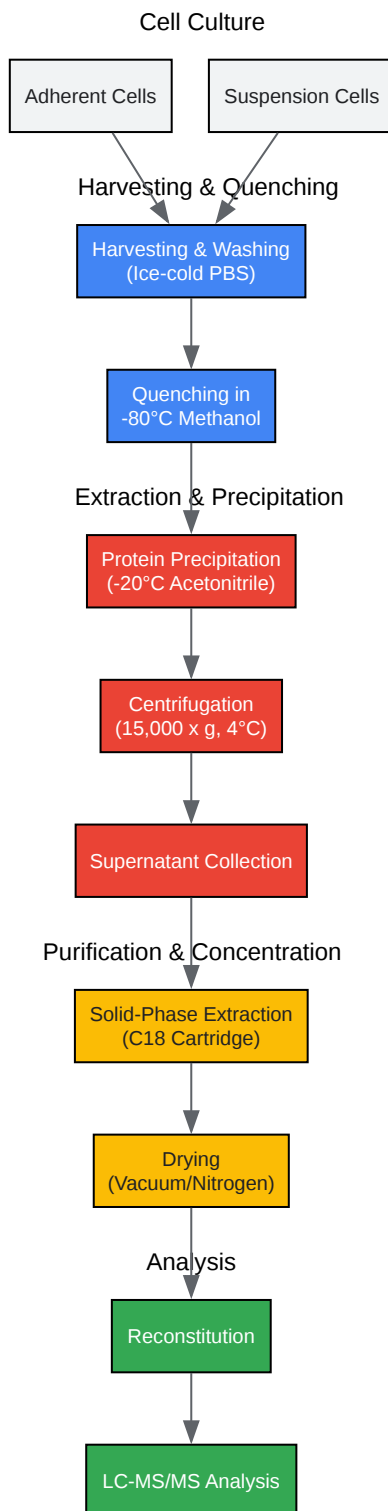 Cell Culture
Adherent Cells
Suspension Cells
Harvesting & Quenching
Harvesting & Washing
(Ice-cold PBS)
Quenching in
-80°C Methanol
Extraction & Precipitation
Protein Precipitation
(-20°C Acetonitrile)
Centrifugation
(15,000 x g, 4°C)
Supernatant Collection
Purification & Concentration
Solid-Phase Extraction
(C18 Cartridge)
Drying
(Vacuum/Nitrogen)
Analysis
Reconstitution
LC-MS/MS Analysis